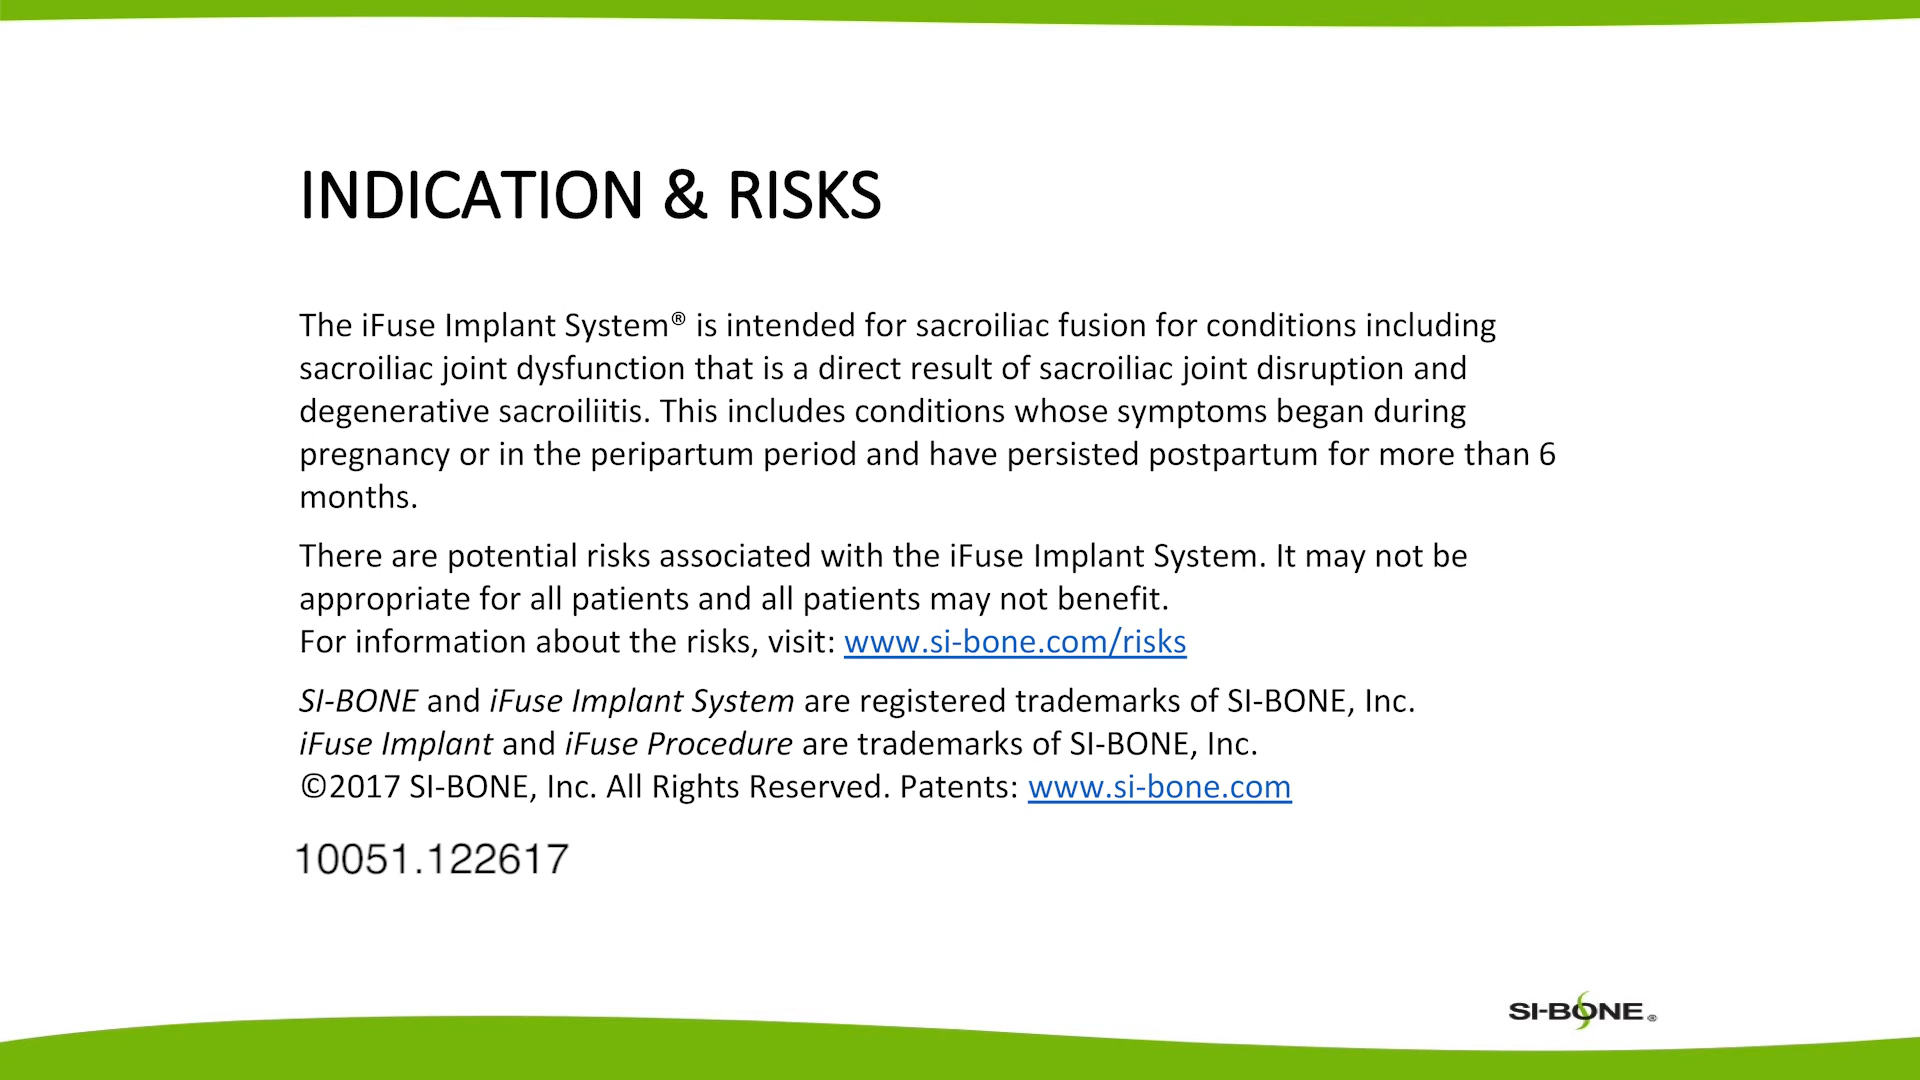 INDICATION & RISKS
The iFuse Implant System® is intended for sacroiliac fusion for conditions including
sacroiliac joint dysfunction that is a direct result of sacroiliac joint disruption and
degenerative sacroiliitis. This includes conditions whose symptoms began during
pregnancy or in the peripartum period and have persisted postpartum for more than 6
months.
There are potential risks associated with the iFuse Implant System. It may not be
appropriate for all patients and all patients may not benefit.
For information about the risks, visit: www.si-bone.com/risks
SI-BONE and iFuse Implant System are registered trademarks of SI-BONE, Inc.
iFuse Implant and iFuse Procedure are trademarks of SI-BONE, Inc.
©2017 SI-BONE, Inc. All Rights Reserved. Patents: www.si-bone.com
10051.122617
SI-BONE®